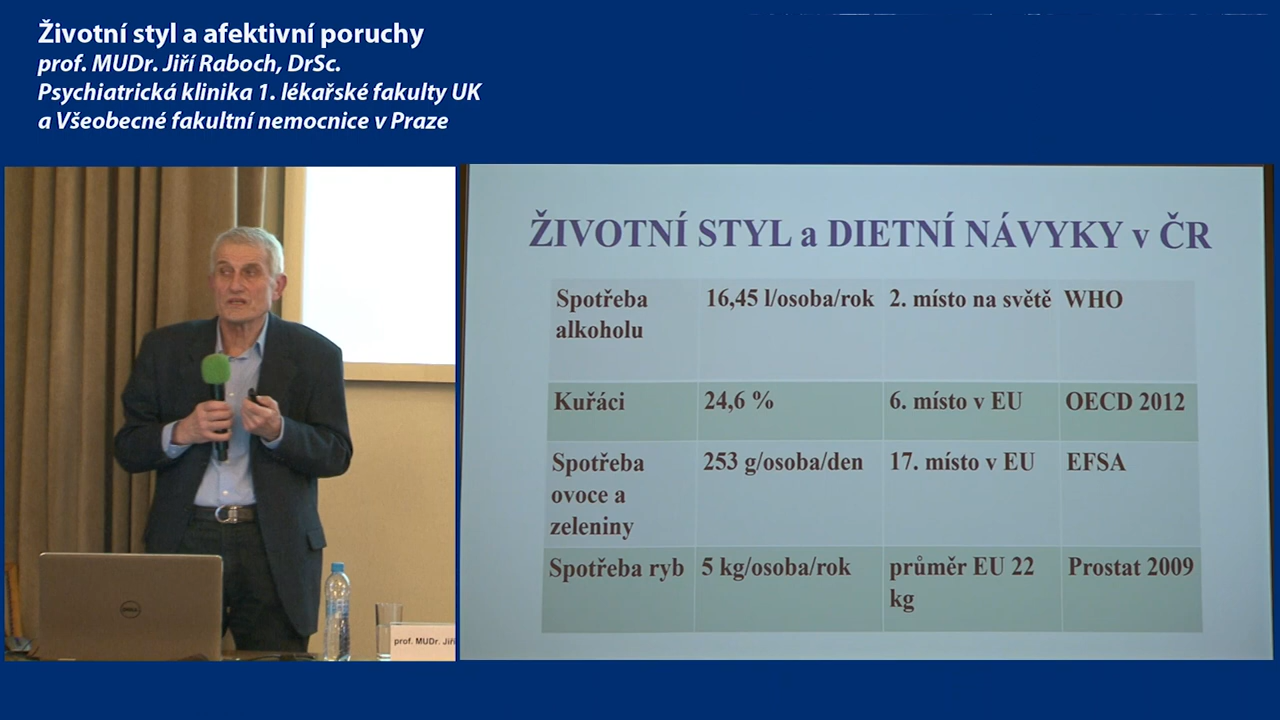 Životní styl a afektivní poruchy
prof. MUDr. Jiří Raboch, DrSc.
Psychiatrická klinika 1. lékařské fakulty UK
a Všeobecné fakultní nemocnice v Praze
ŽIVOTNÍ STYL a DIETNÍ NÁVYKY v ČR
Spotřeba alkoholu 16,45 l/osoba/rok 2. místo na světě WHO
Kuřáci 24,6 % 6. místo v EU OECD 2012
Spotřeba ovoce a zeleniny 253 g/osoba/den 17. místo v EU EFSA
Spotřeba ryb 5 kg/osoba/rok průměr EU 22 kg Prostat 2009
DELL
prof. MUDr. Jiří